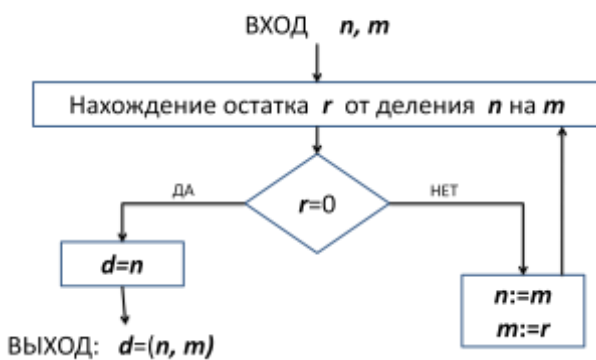 ВХОД n, m
Нахождение остатка r от деления n на m
ДА
r=0
НЕТ
d=n
n:=m
m:=r
ВЫХОД: d=(n, m)